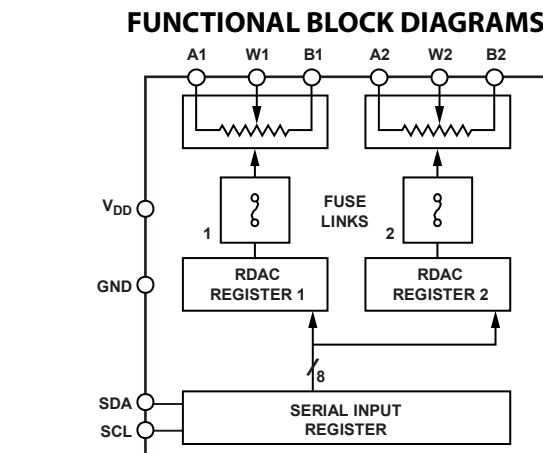 FUNCTIONAL BLOCK DIAGRAMS
A1 W1 B1 A2 W2 B2
VDD
FUSE
LINKS
1
2
GND
RDAC
REGISTER 1
RDAC
REGISTER 2
8
SDA
SCL
SERIAL INPUT
REGISTER